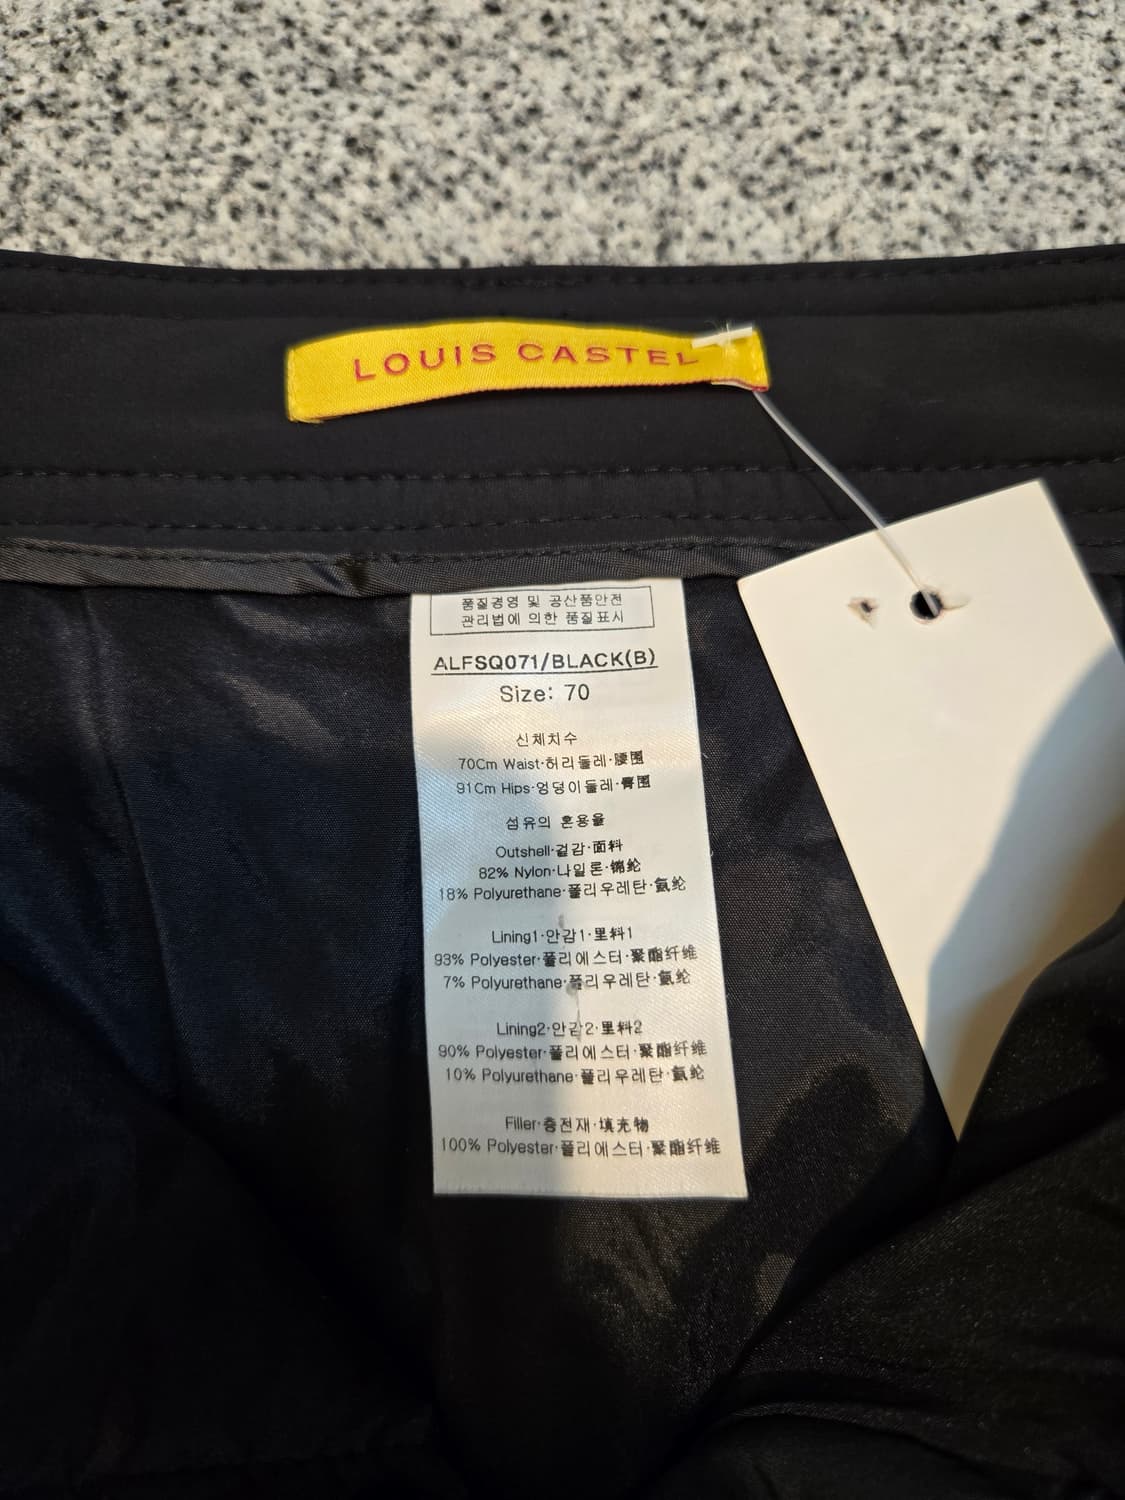 LOUIS CASTEL
품질경영 및 공산품안전
관리법에 의한 품질표시
ALFSQ071/BLACK(B)
Size: 70
신체치수
70Cm Waist·허리둘레·腰围
91Cm Hips·엉덩이둘레·臀围
섬유의 혼용율
Outshell·겉감·面料
82% Nylon·나일론·锦纶
18% Polyurethane·폴리우레탄·氨纶
Lining1·안감1·里料1
93% Polyester·폴리에스터·聚酯纤维
7% Polyurethane·폴리우레탄·氨纶
Lining2·안감2·里料2
90% Polyester·폴리에스터·聚酯纤维
10% Polyurethane·폴리우레탄·氨纶
Filler·충전재·填充物
100% Polyester·폴리에스터·聚酯纤维